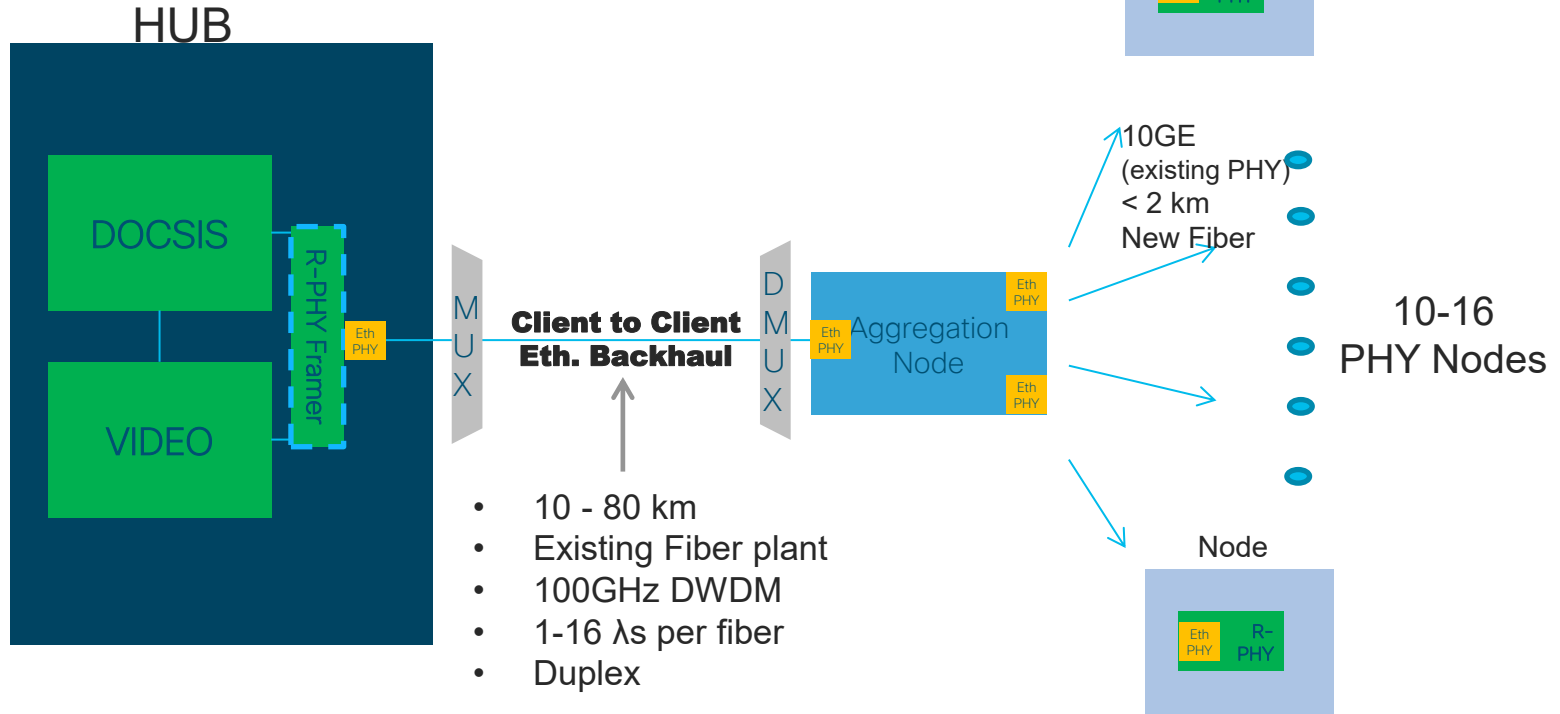 HUB
DOCSIS
VIDEO
R-PHY Framer
Eth
PHY
M
U
X
Client to Client
Eth. Backhaul
• 10 - 80 km
• Existing Fiber plant
• 100GHz DWDM
• 1-16 λs per fiber
• Duplex
D
M
U
X
Eth
PHY
Aggregation
Node
Eth
PHY
Eth
PHY
10GE
(existing PHY)
< 2 km
New Fiber
10-16
PHY Nodes
Node
Eth
PHY
R-
PHY